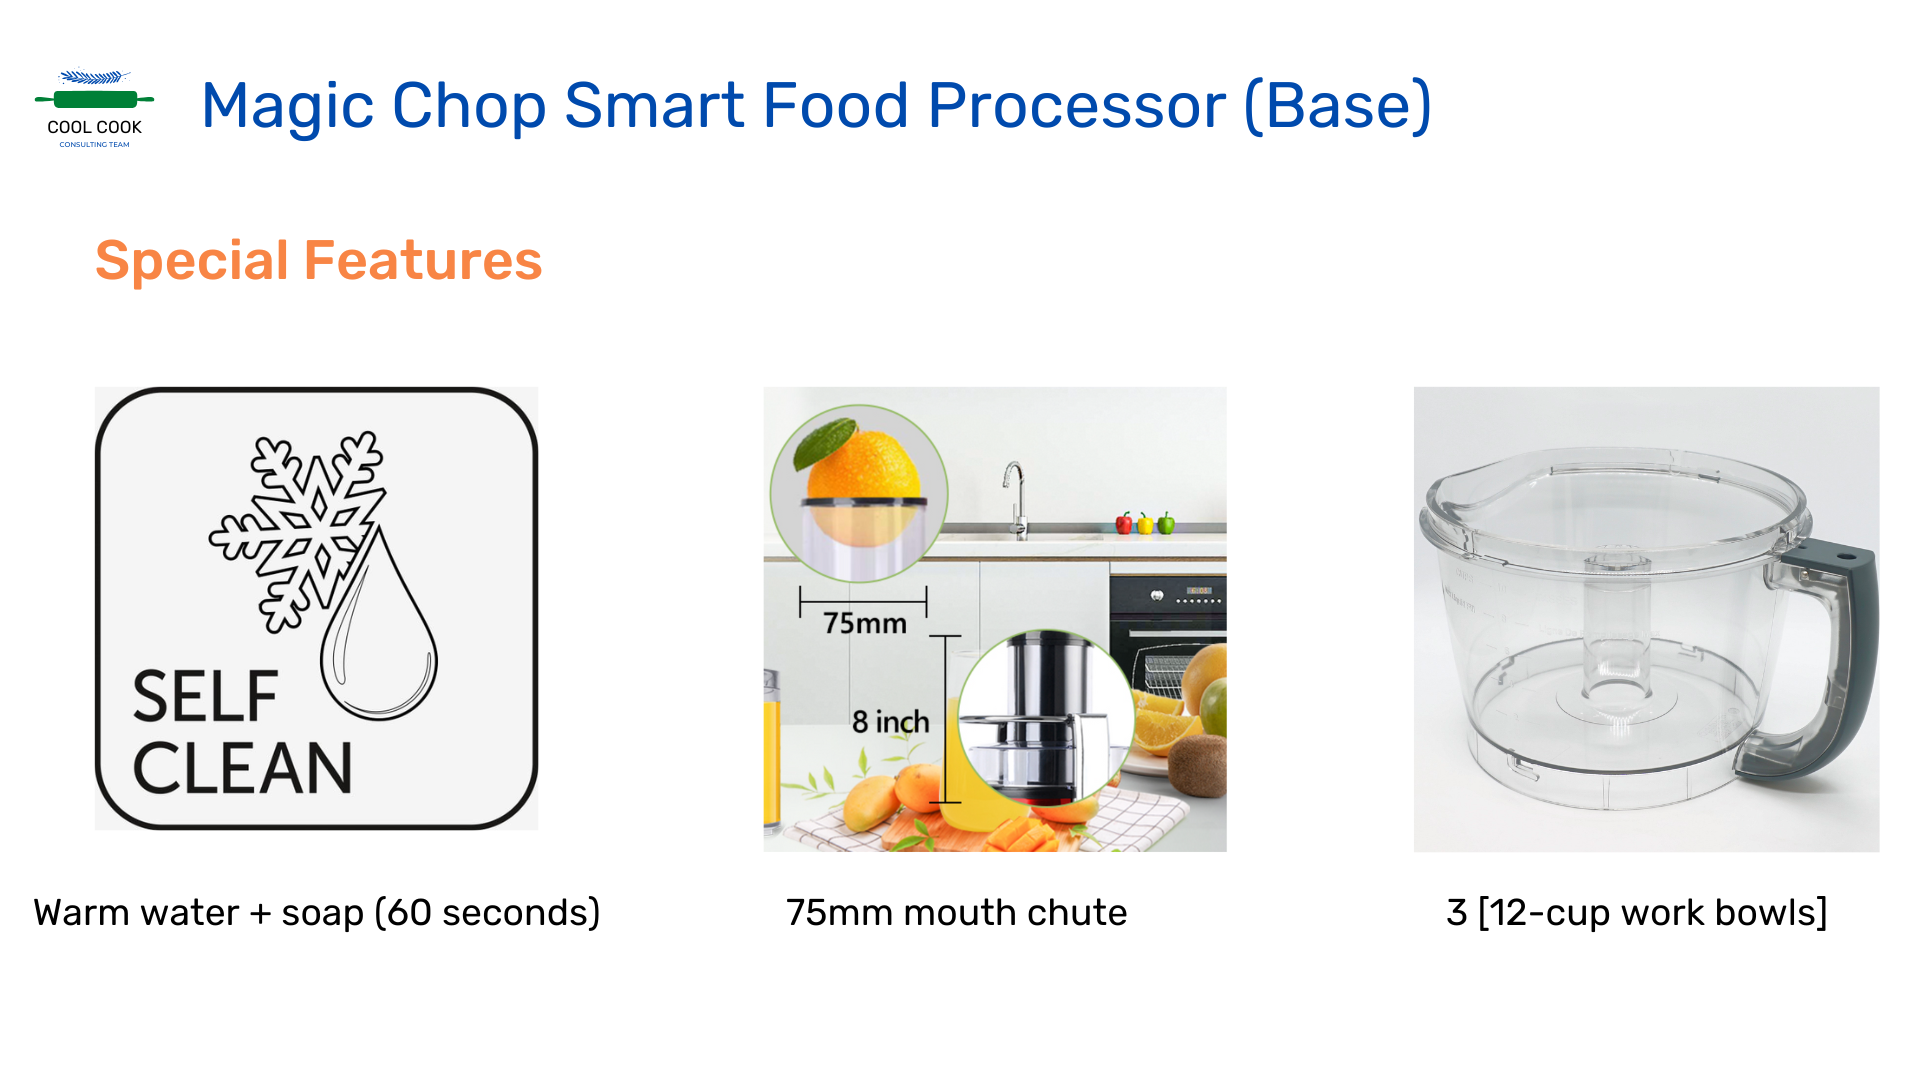 COOL COOK
CONSULTING TEAM
Magic Chop Smart Food Processor (Base)
Special Features
SELF
CLEAN
75mm
8 inch
Warm water + soap (60 seconds)
75mm mouth chute
3 [12-cup work bowls]